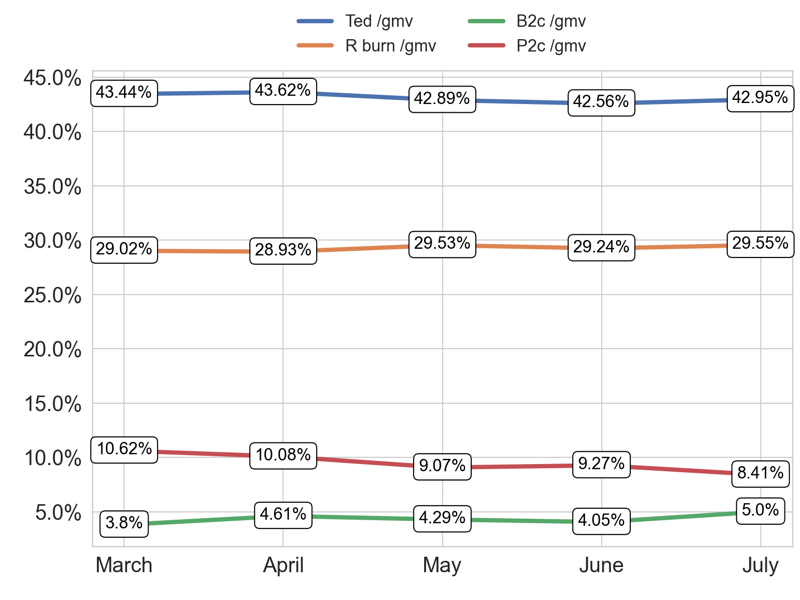 Ted /gmv B2c /gmv
R burn /gmv P2c /gmv
45.0%
43.44% 43.62% 42.89% 42.56% 42.95%
40.0%
35.0%
30.0%
29.02% 28.93% 29.53% 29.24% 29.55%
25.0%
20.0%
15.0%
10.0%
10.62% 10.08% 9.07% 9.27% 8.41%
5.0%
3.8% 4.61% 4.29% 4.05% 5.0%
March April May June July